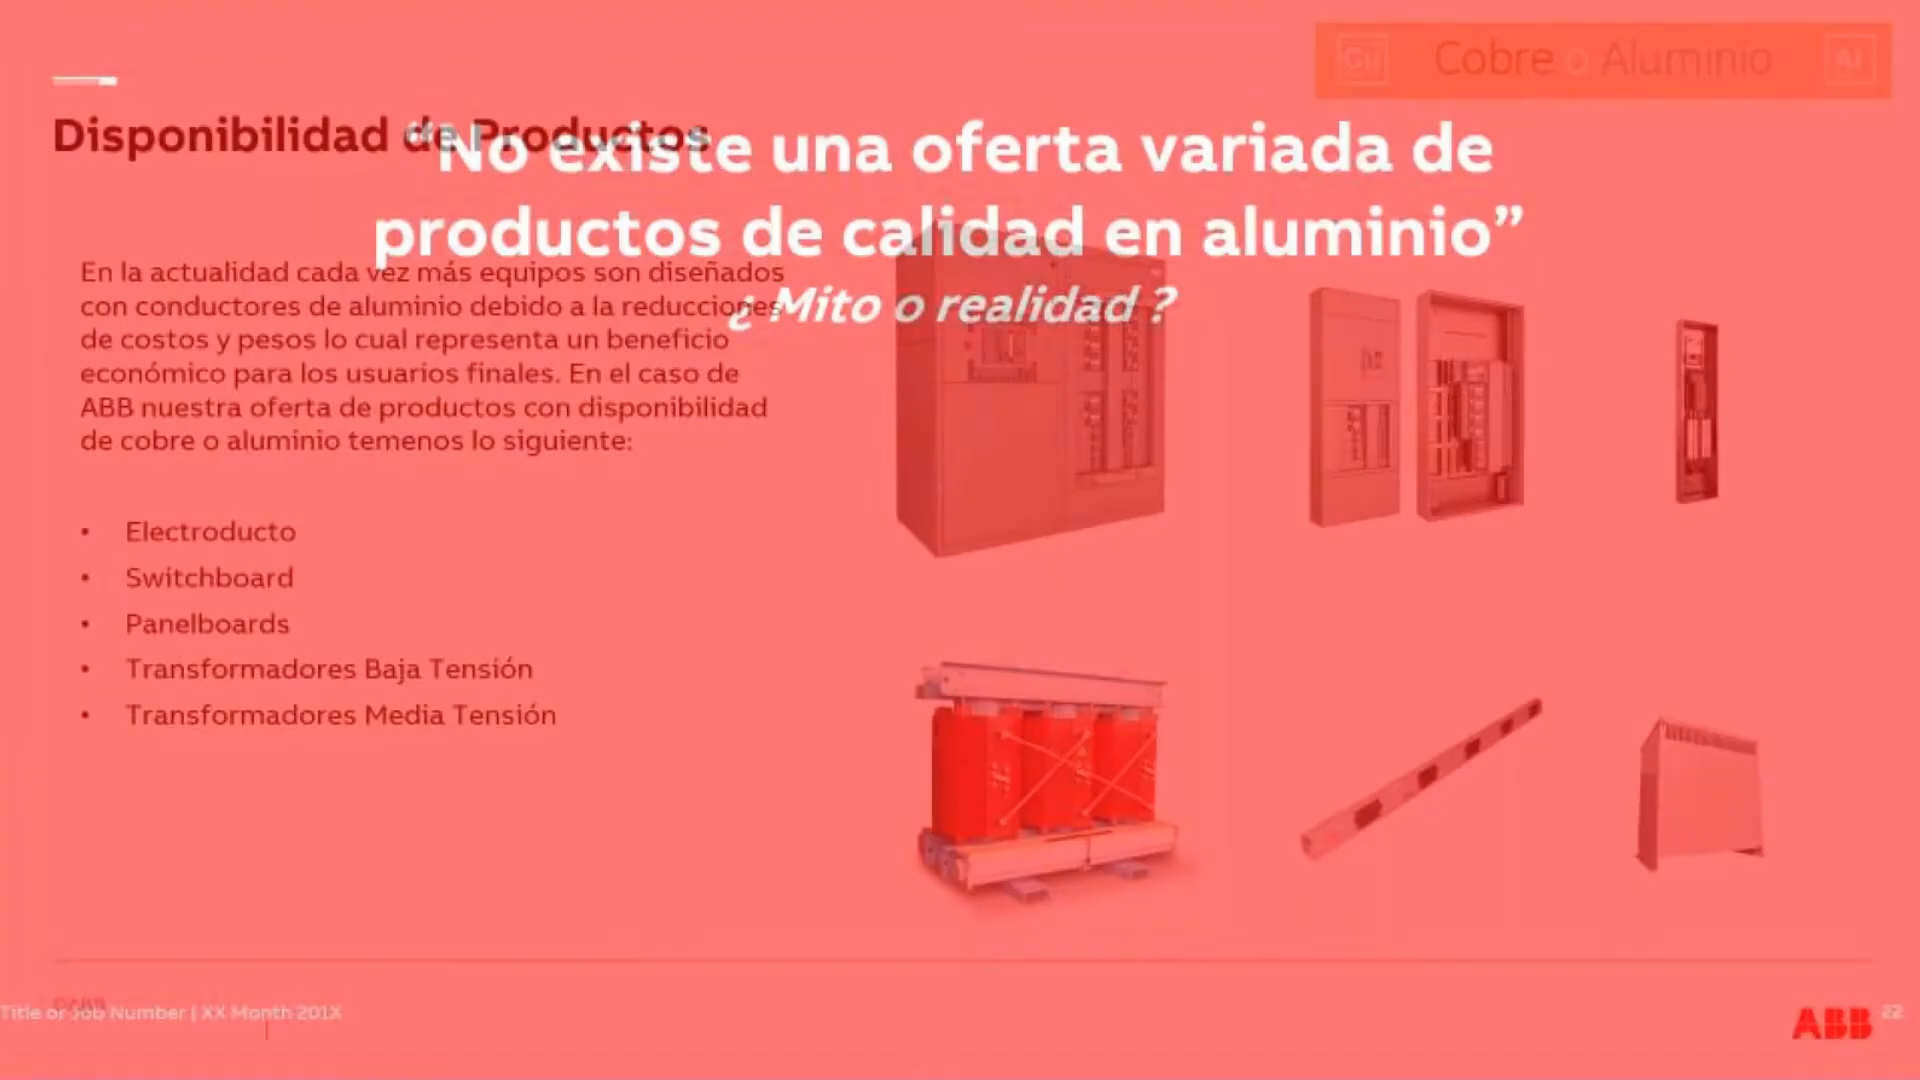 Cu Cobre o Aluminio Al
Disponibilidad de Productos
“No existe una oferta variada de
productos de calidad en aluminio”
¿ Mito o realidad ?
En la actualidad cada vez más equipos son diseñados
con conductores de aluminio debido a la reducciones
de costos y pesos lo cual representa un beneficio
económico para los usuarios finales. En el caso de
ABB nuestra oferta de productos con disponibilidad
de cobre o aluminio temenos lo siguiente:
• Electroducto
• Switchboard
• Panelboards
• Transformadores Baja Tensión
• Transformadores Media Tensión
©ABB
Title or Job Number | XX Month 201X
ABB
22